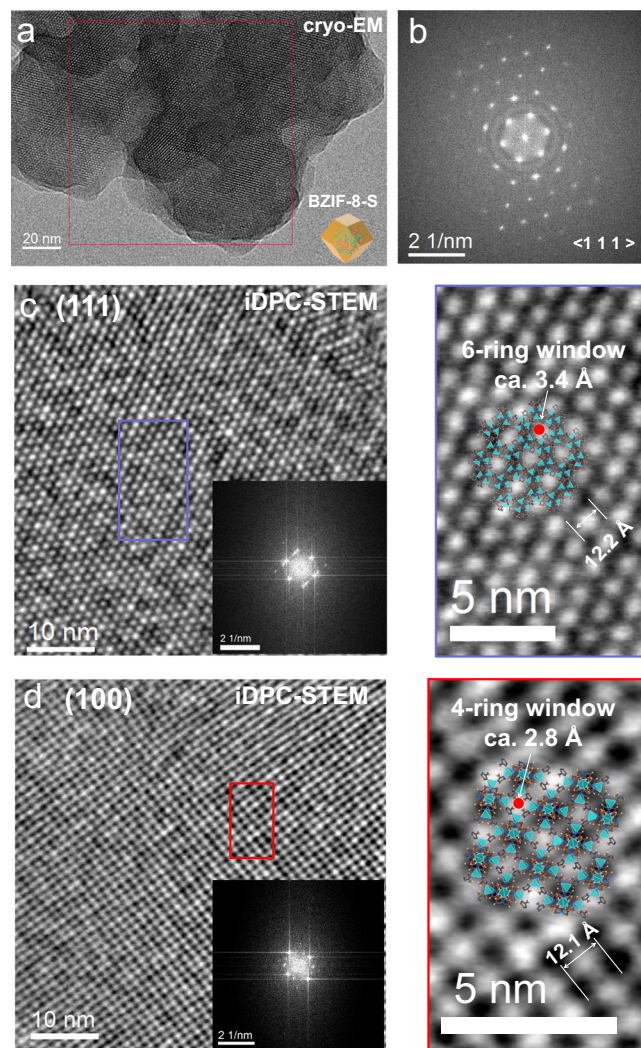 a
cryo-EM
BZIF-8-S
20 nm
b
2 1/nm
<1 1 1 >
c (111)
iDPC-STEM
10 nm
2 1/nm
6-ring window
ca. 3.4 Å
12.2 Å
5 nm
d (100)
iDPC-STEM
10 nm
2 1/nm
4-ring window
ca. 2.8 Å
12.1 Å
5 nm